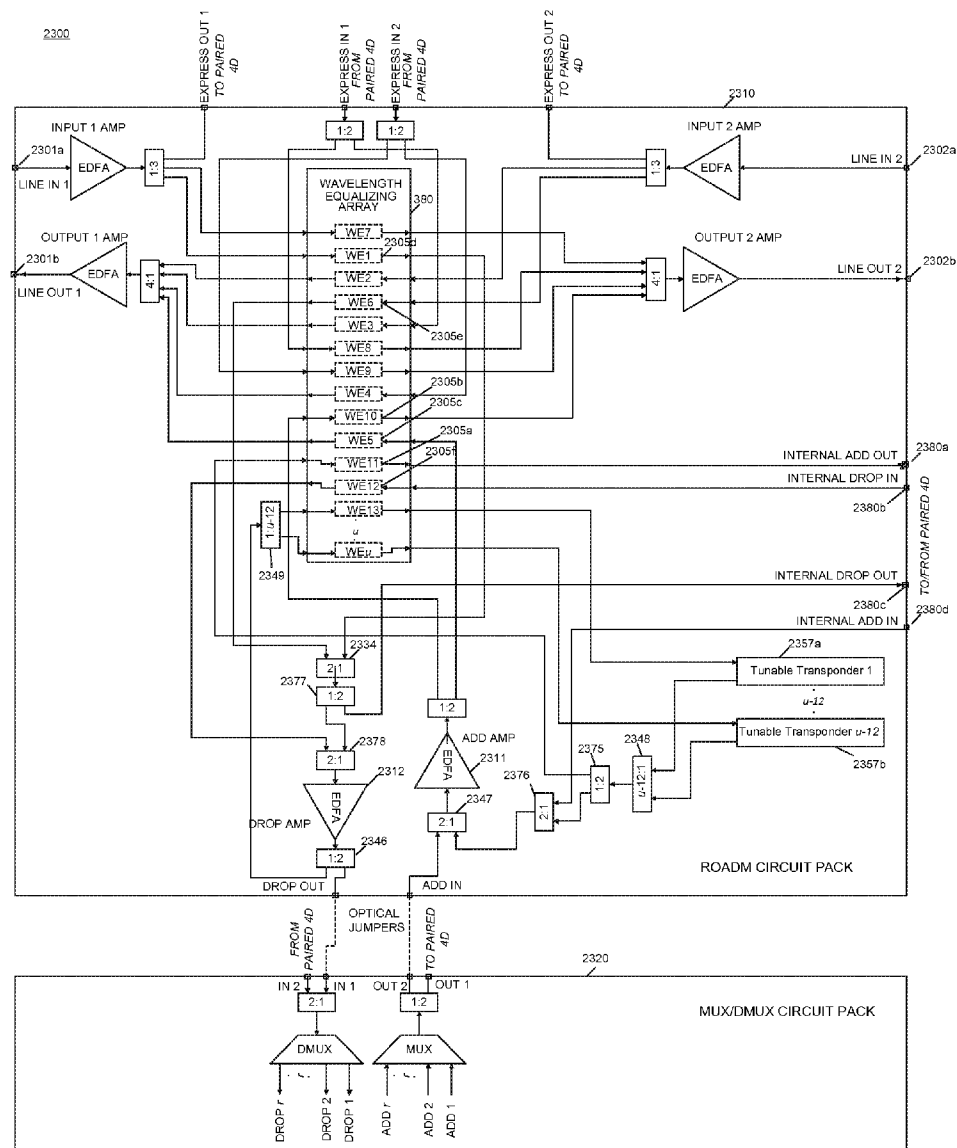 2300
EXPRESS OUT 1
TO PAIRED
4D
EXPRESS IN 1
FROM
PAIRED 4D
EXPRESS IN 2
FROM
PAIRED 4D
EXPRESS OUT 2
TO PAIRED
4D
2310
INPUT 1 AMP
INPUT 2 AMP
1:2
1:2
2301a
EDFA
1:3
1:3
EDFA
2302a
LINE IN 1
LINE IN 2
WAVELENGTH
EQUALIZING
ARRAY
380
OUTPUT 1 AMP
OUTPUT 2 AMP
WE7
WE1
2305d
2301b
EDFA
4:1
WE2
4:1
EDFA
2302b
LINE OUT 1
LINE OUT 2
WE6
WE3
2305e
WE8
WE9
WE4
2305b
WE10
2305c
WE5
2305a
WE11
2305f
WE12
INTERNAL ADD OUT
2380a
INTERNAL DROP IN
2380b
WE13
u
WEu
1:u-12
2349
TO/FROM PAIRED 4D
INTERNAL DROP OUT
2380c
INTERNAL ADD IN
2380d
2334
2:1
2377
1:2
2357a
Tunable Transponder 1
u-12
Tunable Transponder u-12
2357b
1:2
ADD AMP
EDFA
2311
2378
2:1
2312
EDFA
DROP AMP
2348
u-12:1
2375
1:2
2376
2:1
2347
2:1
2346
1:2
DROP OUT
ADD IN
ROADM CIRCUIT PACK
OPTICAL
JUMPERS
FROM
PAIRED 4D
TO PAIRED
4D
2320
IN 2
IN 1
OUT 2
OUT 1
2:1
1:2
MUX/DMUX CIRCUIT PACK
DMUX
MUX
r
r
DROP r
DROP 2
DROP 1
ADD r
ADD 2
ADD 1